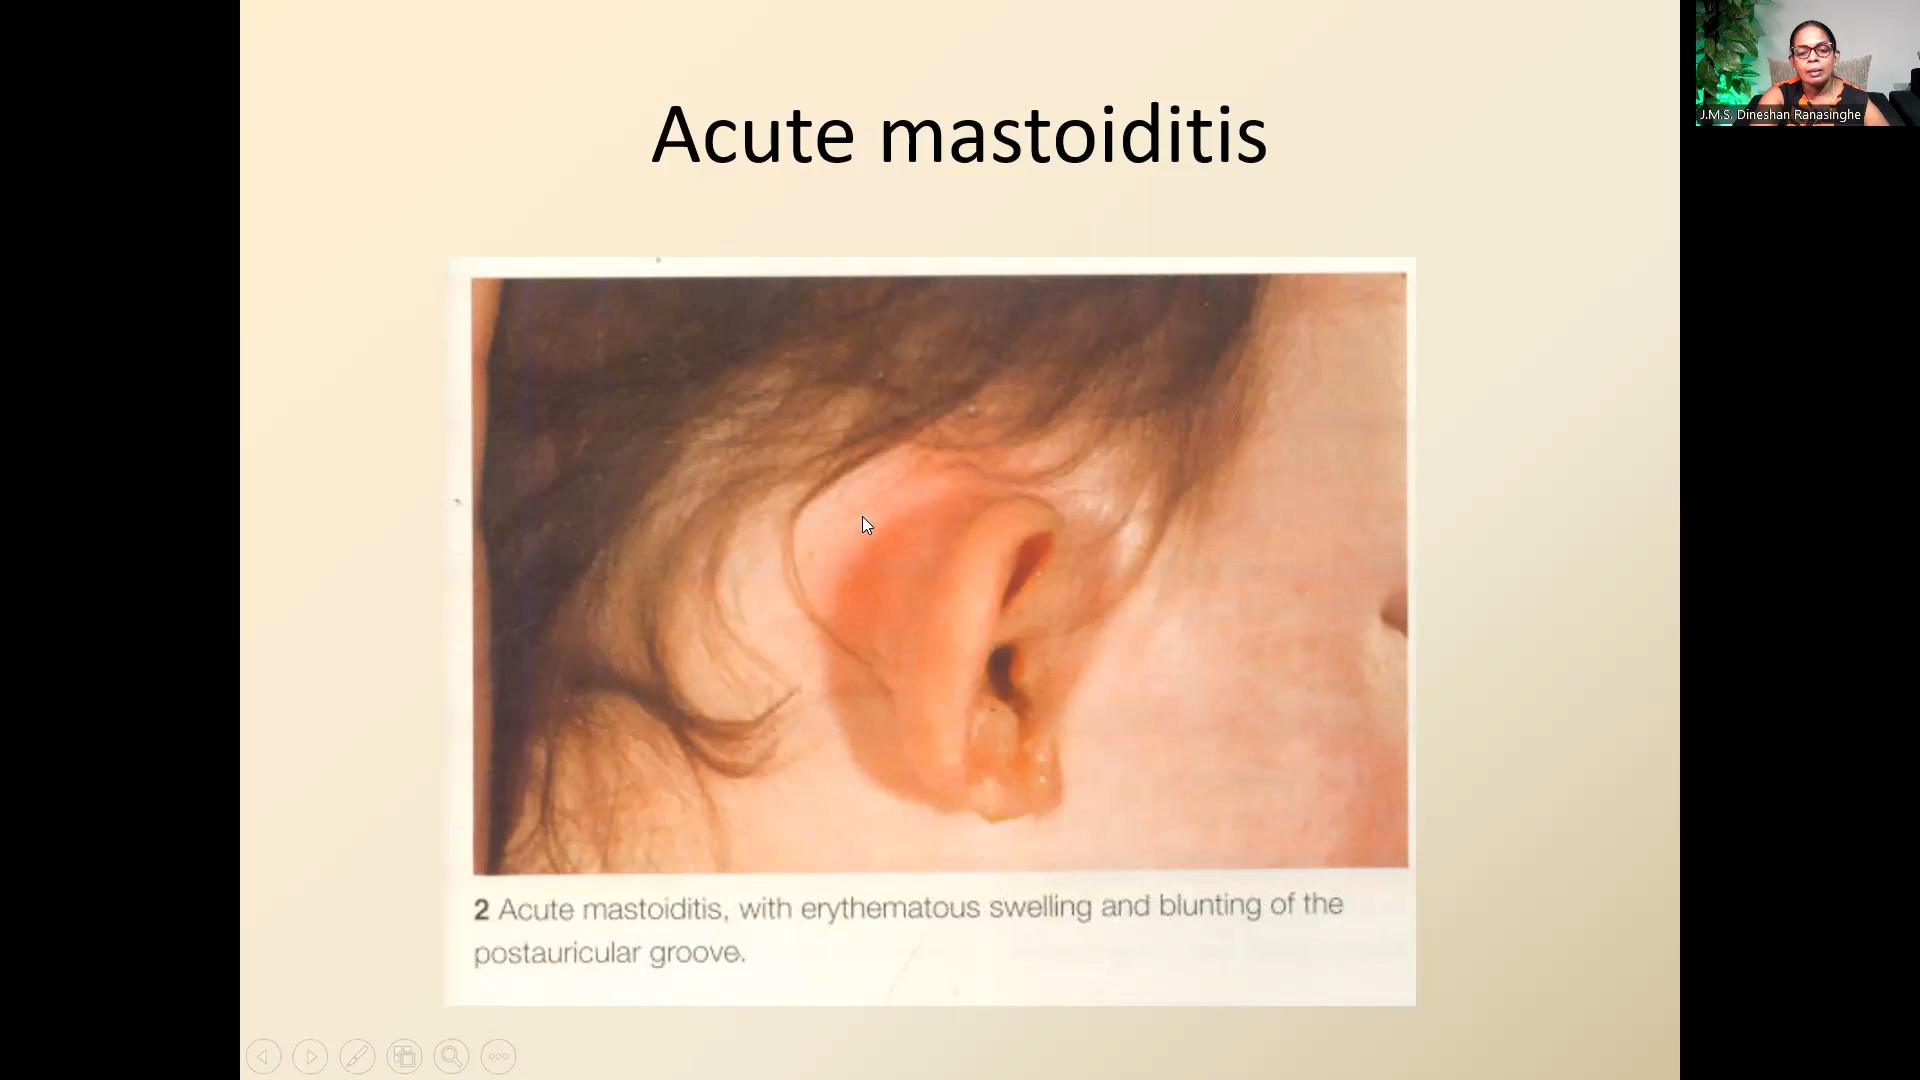 Acute mastoiditis
J.M.S. Dineshan Ranasinghe
2 Acute mastoiditis, with erythematous swelling and blunting of the
postauricular groove.